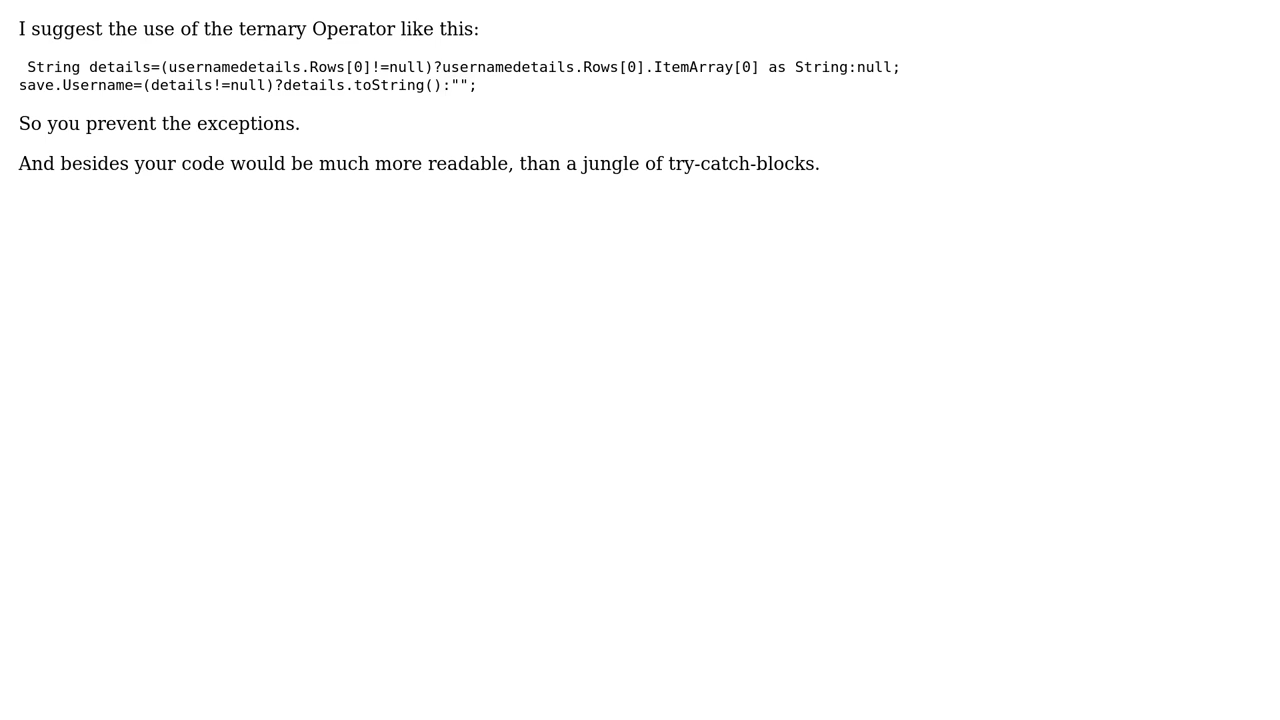 I suggest the use of the ternary Operator like this:
String details=(usernamedetails.Rows[0]!=null)?usernamedetails.Rows[0].ItemArray[0] as String:null;
save.Username=(details!=null)?details.toString():"";
So you prevent the exceptions.
And besides your code would be much more readable, than a jungle of try-catch-blocks.